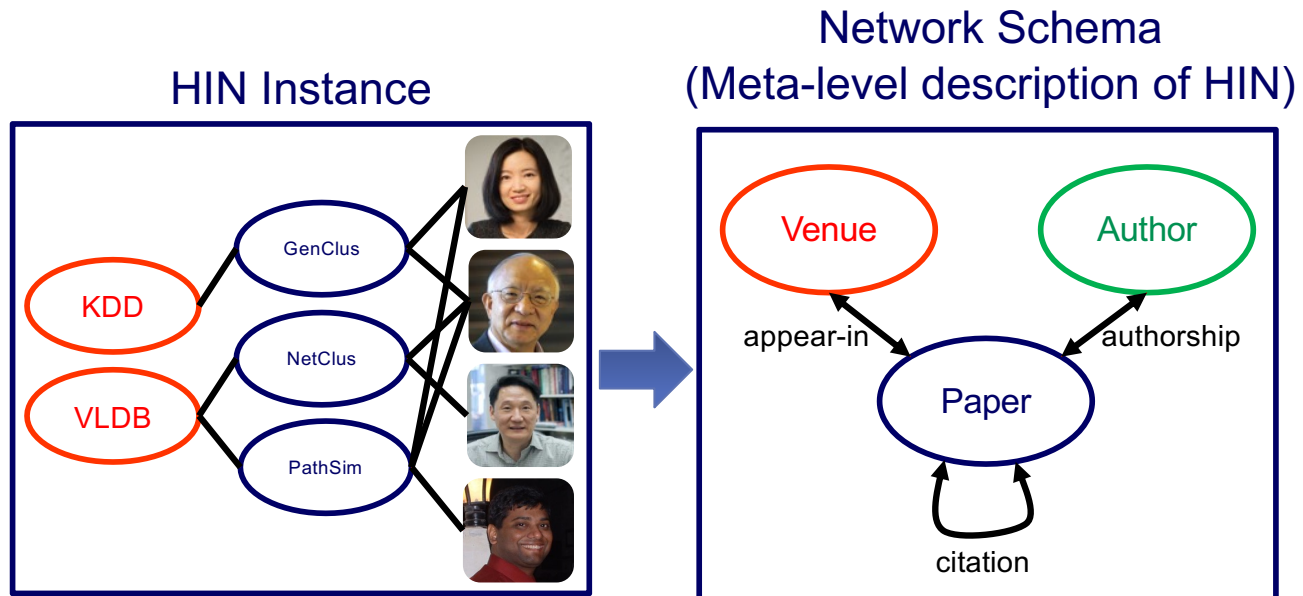 HIN Instance
Network Schema
(Meta-level description of HIN)
KDD
VLDB
GenClus
NetClus
PathSim
Venue
Author
appear-in
authorship
Paper
citation